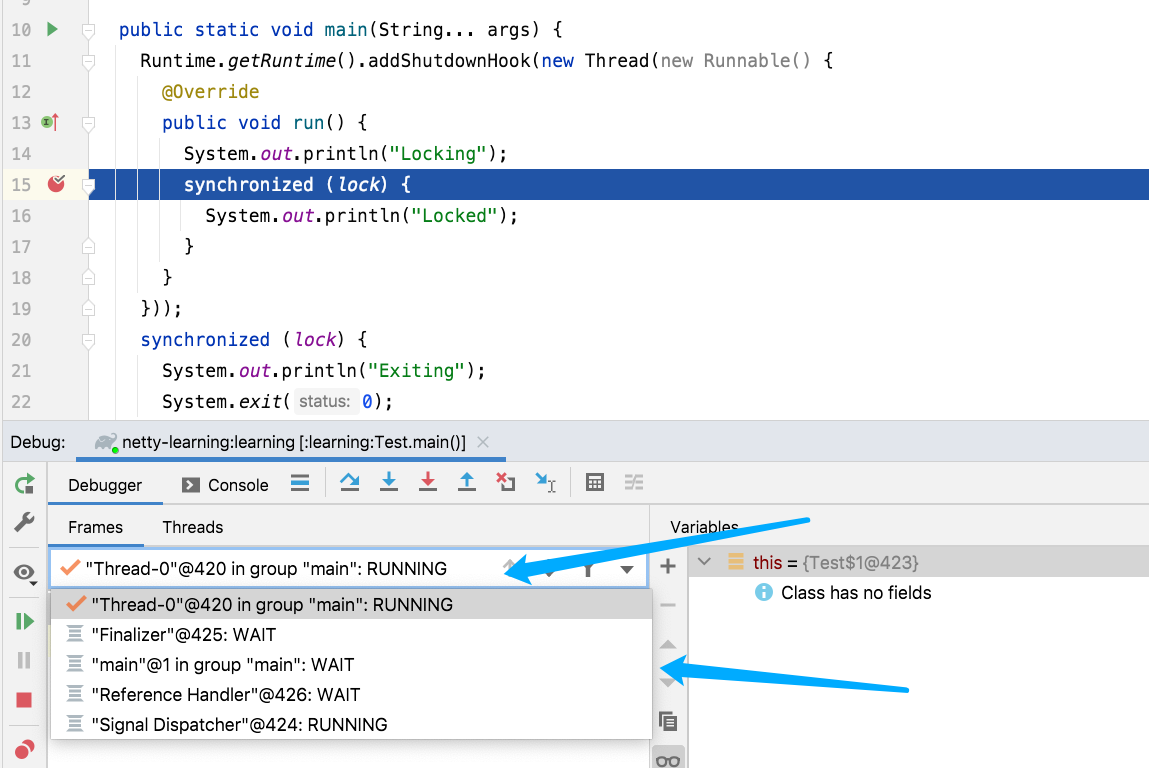 9
10 public static void main(String... args) {
11 Runtime.getRuntime().addShutdownHook(new Thread(new Runnable() {
12 @Override
13 public void run() {
14 System.out.println("Locking");
15 synchronized (lock) {
16 System.out.println("Locked");
17 }
18 }
19 }));
20 synchronized (lock) {
21 System.out.println("Exiting");
22 System.exit( status: 0);
Debug: netty-learning:learning [:learning:Test.main()]
Debugger Console
Frames Threads Variables
"Thread-0"@420 in group "main": RUNNING
this = {Test$1@423}
Class has no fields
"Thread-0"@420 in group "main": RUNNING
"Finalizer"@425: WAIT
"main"@1 in group "main": WAIT
"Reference Handler"@426: WAIT
"Signal Dispatcher"@424: RUNNING